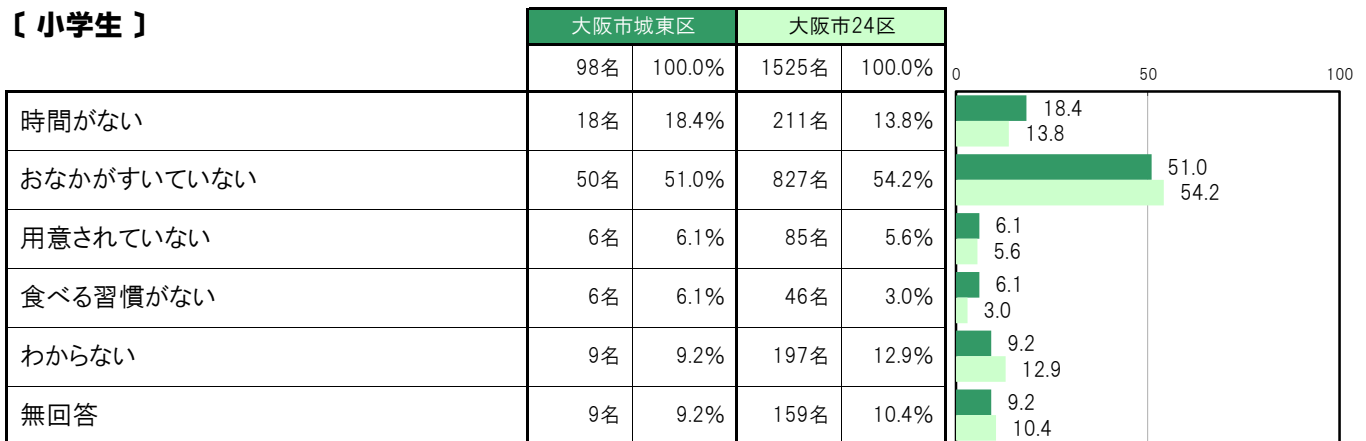 〔 小学生 〕
大阪市城東区 大阪市24区
98名 100.0% 1525名 100.0%
0 50 100
時間がない 18名 18.4% 211名 13.8%
18.4
13.8
おなかがすいていない 50名 51.0% 827名 54.2%
51.0
54.2
用意されていない 6名 6.1% 85名 5.6%
6.1
5.6
食べる習慣がない 6名 6.1% 46名 3.0%
6.1
3.0
わからない 9名 9.2% 197名 12.9%
9.2
12.9
無回答 9名 9.2% 159名 10.4%
9.2
10.4